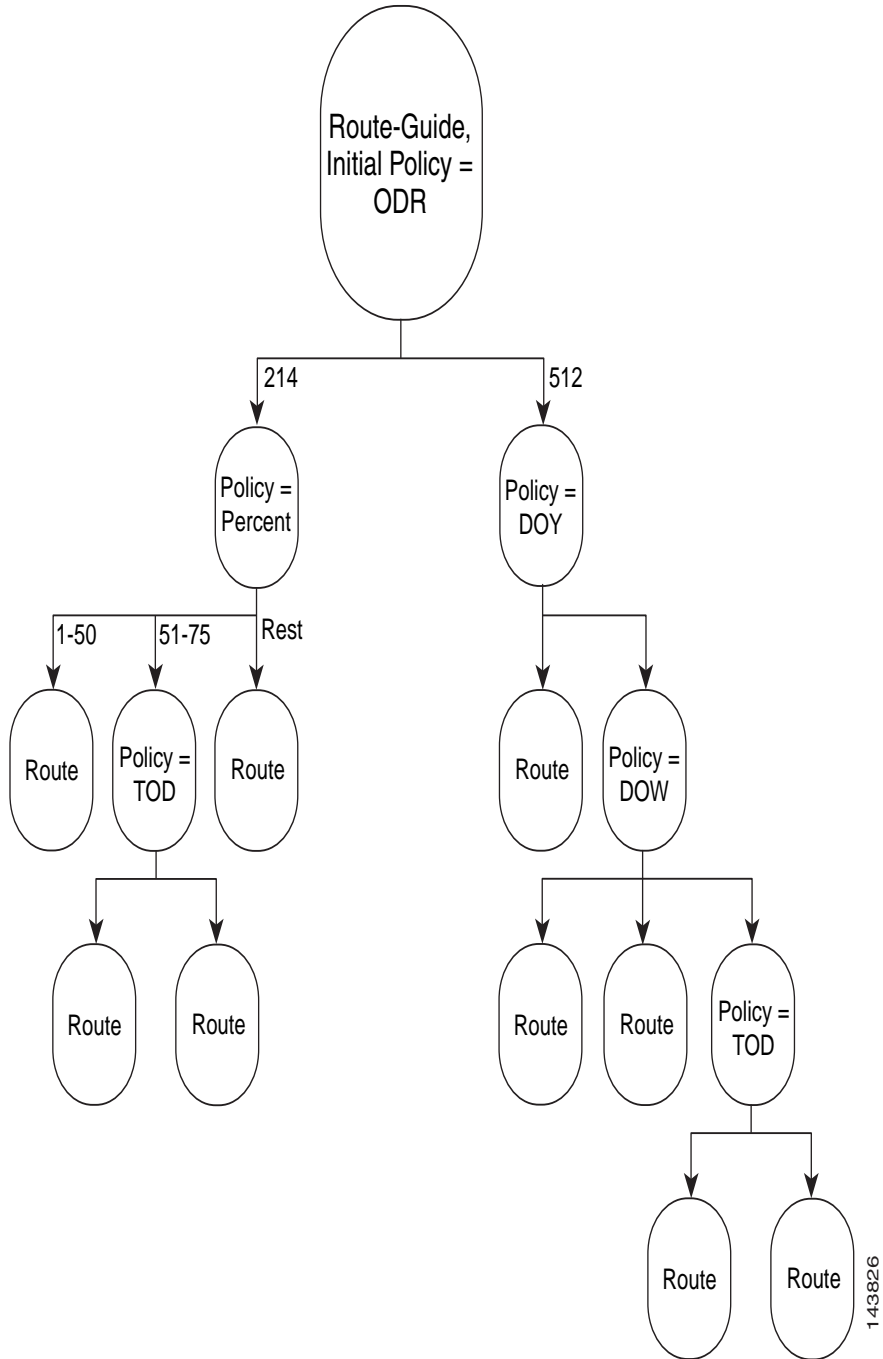 Route-Guide,
Initial Policy =
ODR
214
512
Policy =
Percent
Policy =
DOY
1-50
51-75
Rest
Route
Policy =
TOD
Route
Route
Policy =
DOW
Route
Route
Route
Route
Policy =
TOD
Route
Route
143826